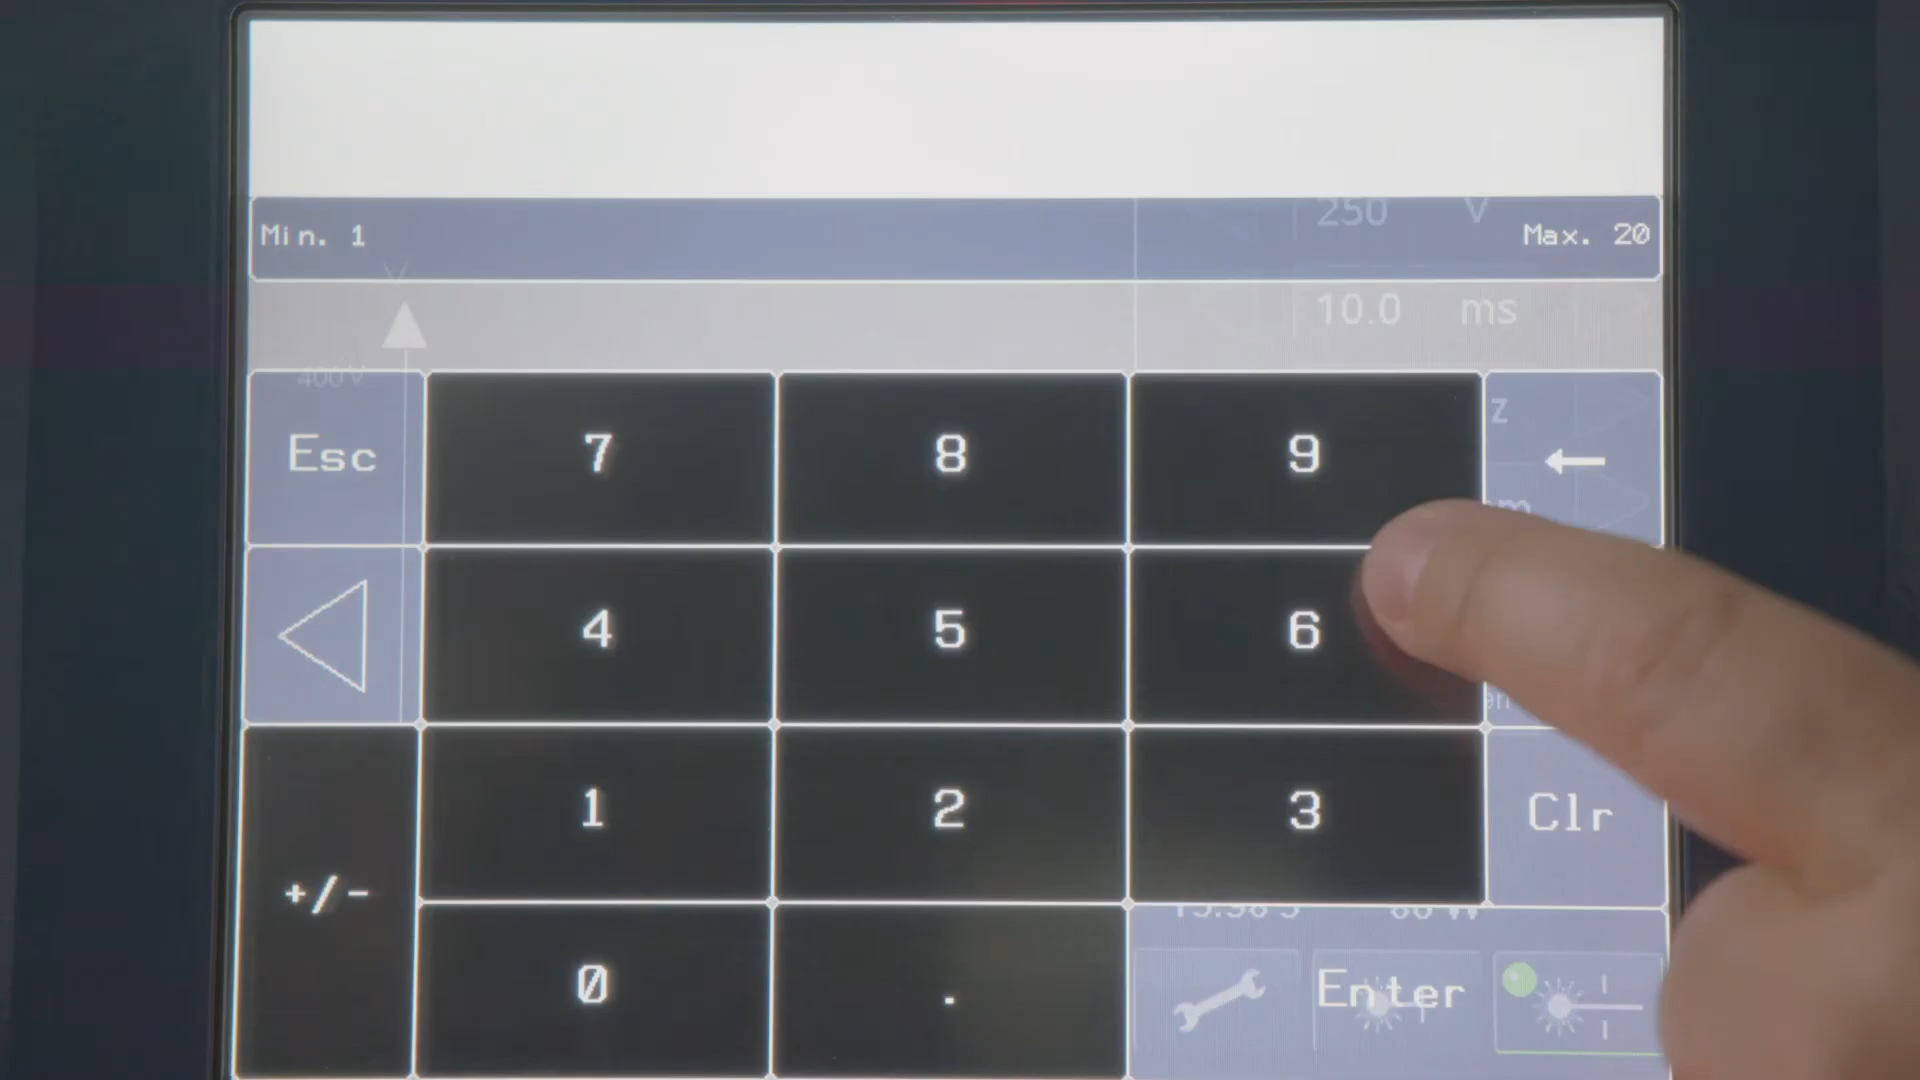 250 V
Min. 1 Max. 20
10.0 ms
400 V
Esc 7 8 9 z
4 5 6
1 2 3 Clr
+/-
0 . Enter